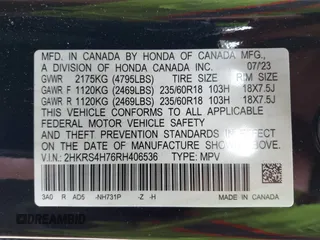 MFD. IN CANADA BY HONDA OF CANADA MFG.,
A DIVISION OF HONDA CANADA INC. 07/23
GVWR 2175KG (4795LBS) TIRE SIZE RIM SIZE
GAWR F 1120KG (2469LBS) 235/60R18 103H 18X7.5J
GAWR R 1120KG (2469LBS) 235/60R18 103H 18X7.5J
THIS VEHICLE CONFORMS TO ALL APPLICABLE
FEDERAL MOTOR VEHICLE SAFETY AND
THEFT PREVENTION STANDARDS IN EFFECT ON
THE DATE OF MANUFACTURE SHOWN ABOVE.
V.I.N.: 2HKRS4H76RH406536 TYPE: MPV
3A0 R AD5 -NH731P -Z -H MADE IN CANADA
DREAMBID